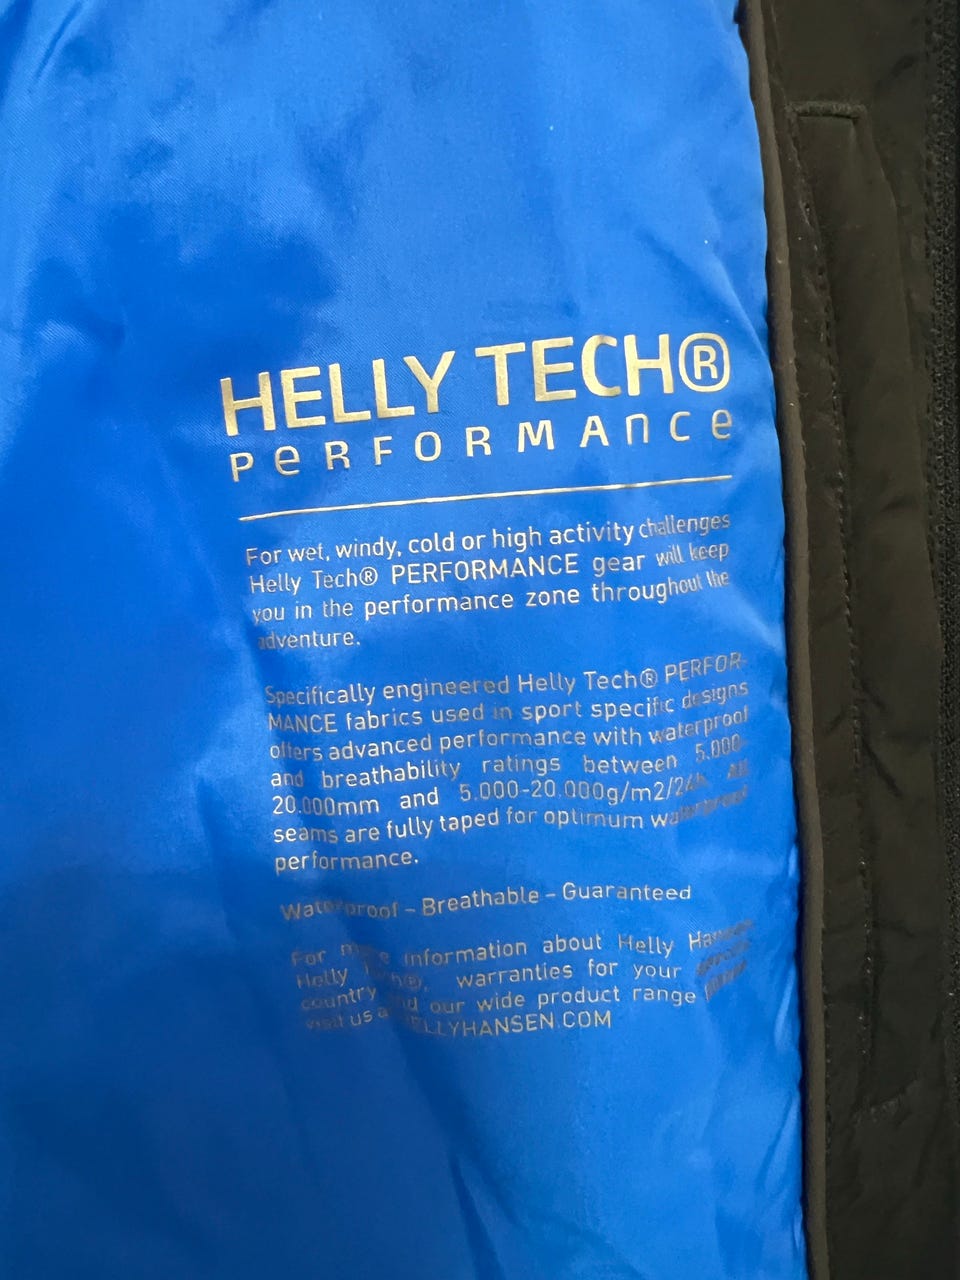 HELLY TECH®
PERFORMANCE
For wet, windy, cold or high activity challenges
Helly Tech® PERFORMANCE gear will keep
you in the performance zone throughout the
adventure.
Specifically engineered Helly Tech® PERFOR-
MANCE fabrics used in sport specific designs
offers advanced performance with waterproof
and breathability ratings between 5.000-
20.000mm and 5.000-20.000g/m2/24h. All
seams are fully taped for optimum waterproof
performance.
Waterproof - Breathable - Guaranteed
For more information about Helly Hansen,
Helly Tech®, warranties for your
country and our wide product range
visit us at HELLYHANSEN.COM